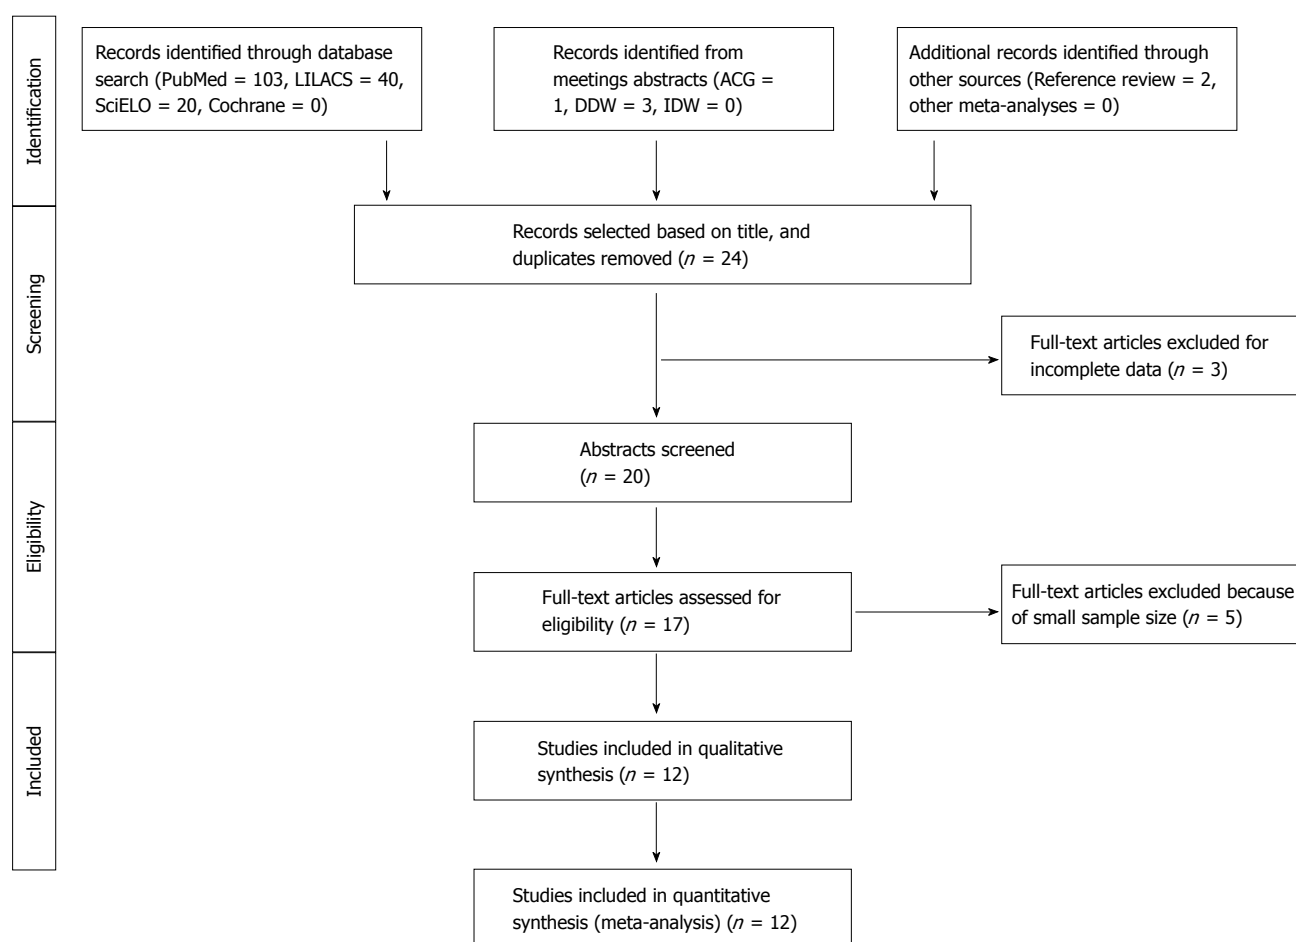 Identification
Records identified through database
search (PubMed = 103, LILACS = 40,
SciELO = 20, Cochrane = 0)
Records identified from
meetings abstracts (ACG =
1, DDW = 3, IDW = 0)
Additional records identified through
other sources (Reference review = 2,
other meta-analyses = 0)
Screening
Records selected based on title, and
duplicates removed (n = 24)
Full-text articles excluded for
incomplete data (n = 3)
Eligibility
Abstracts screened
(n = 20)
Full-text articles assessed for
eligibility (n = 17)
Full-text articles excluded because
of small sample size (n = 5)
Included
Studies included in qualitative
synthesis (n = 12)
Studies included in quantitative
synthesis (meta-analysis) (n = 12)